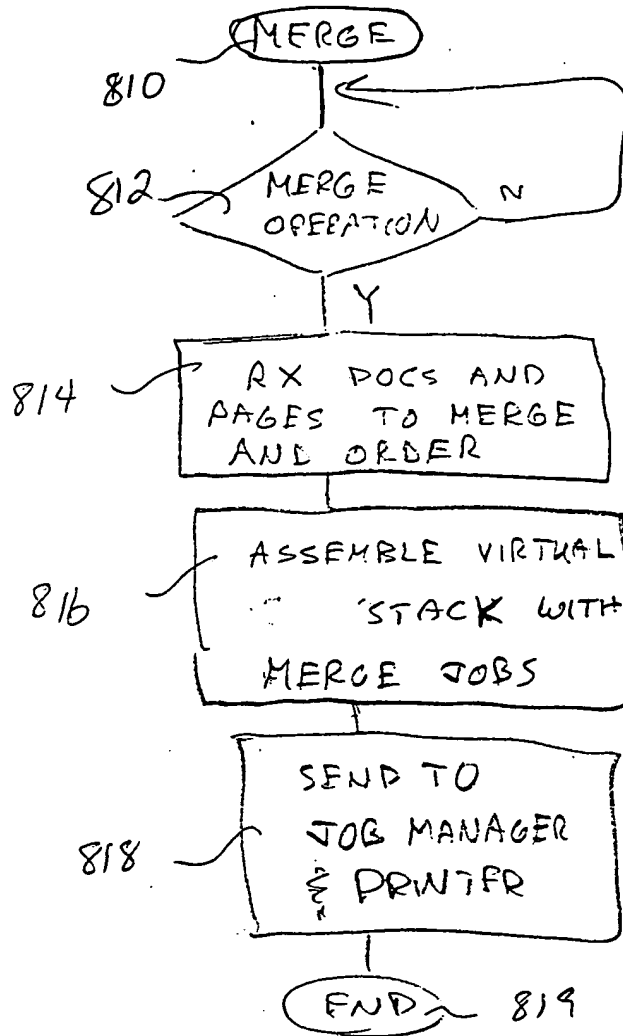 MERGE
810
812
MERGE
OPERATION
N
Y
814
RX DOCS AND
PAGES TO MERGE
AND ORDER
816
ASSEMBLE VIRTUAL
STACK WITH
MERGE JOBS
818
SEND TO
JOB MANAGER
& PRINTER
END
819